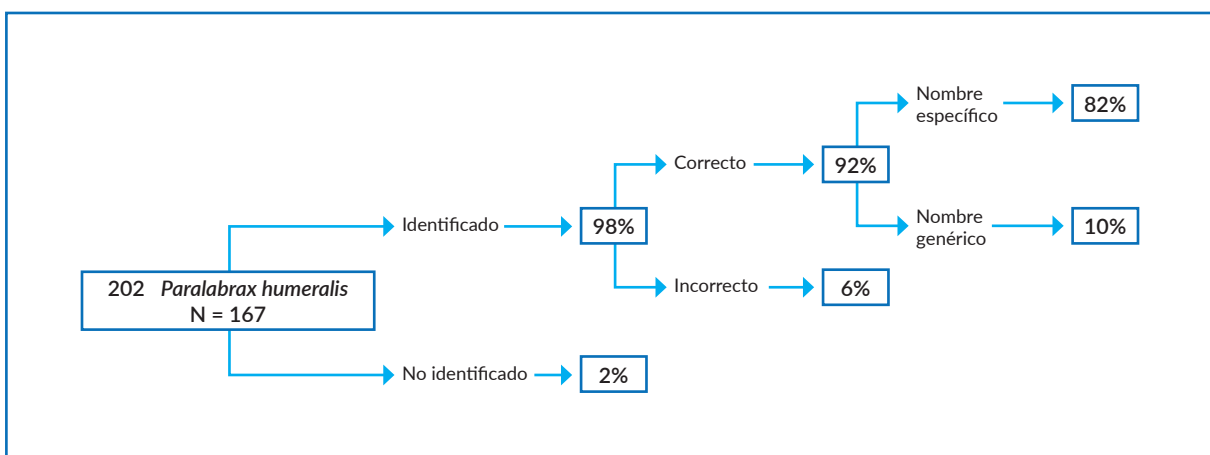 Nombre
específico
82%
Correcto
92%
Identificado
98%
Nombre
genérico
10%
202 Paralabrax humeralis
N = 167
Incorrecto
6%
No identificado
2%